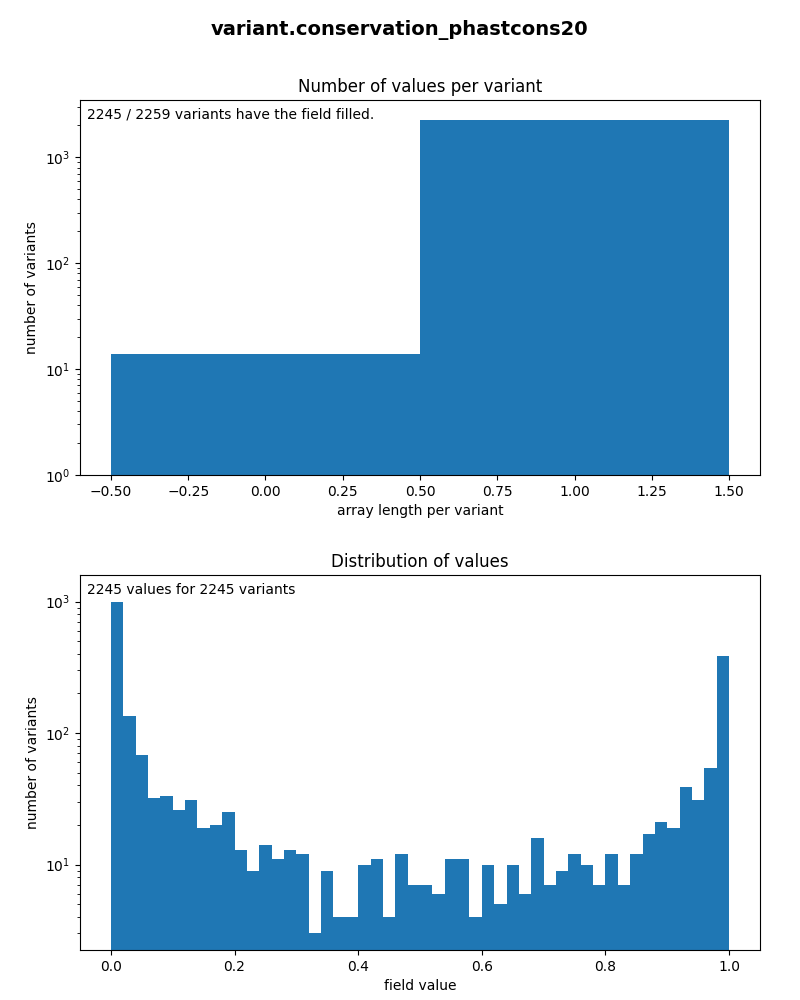 variant.conservation_phastcons20
Number of values per variant
2245 / 2259 variants have the field filled.
10³
10²
10¹
10⁰
number of variants
−0.50 −0.25 0.00 0.25 0.50 0.75 1.00 1.25 1.50
array length per variant
Distribution of values
2245 values for 2245 variants
10³
10²
10¹
number of variants
0.0 0.2 0.4 0.6 0.8 1.0
field value